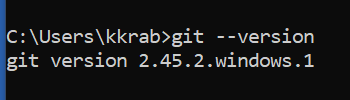 C:\Users\kkrab>git --version
git version 2.45.2.windows.1